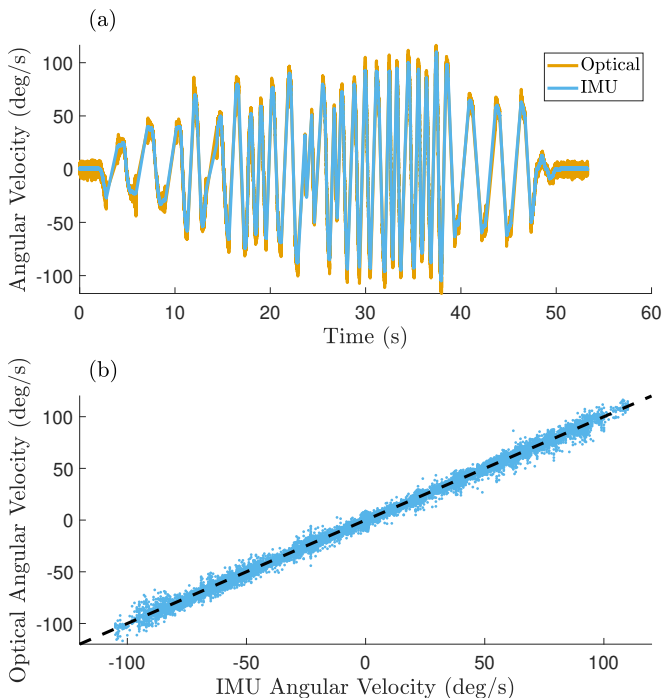 (a)
Angular Velocity (deg/s)
100
50
0
-50
-100
Optical
IMU
0 10 20 30 40 50 60
Time (s)
(b)
Optical Angular Velocity (deg/s)
100
50
0
-50
-100
-100 -50 0 50 100
IMU Angular Velocity (deg/s)